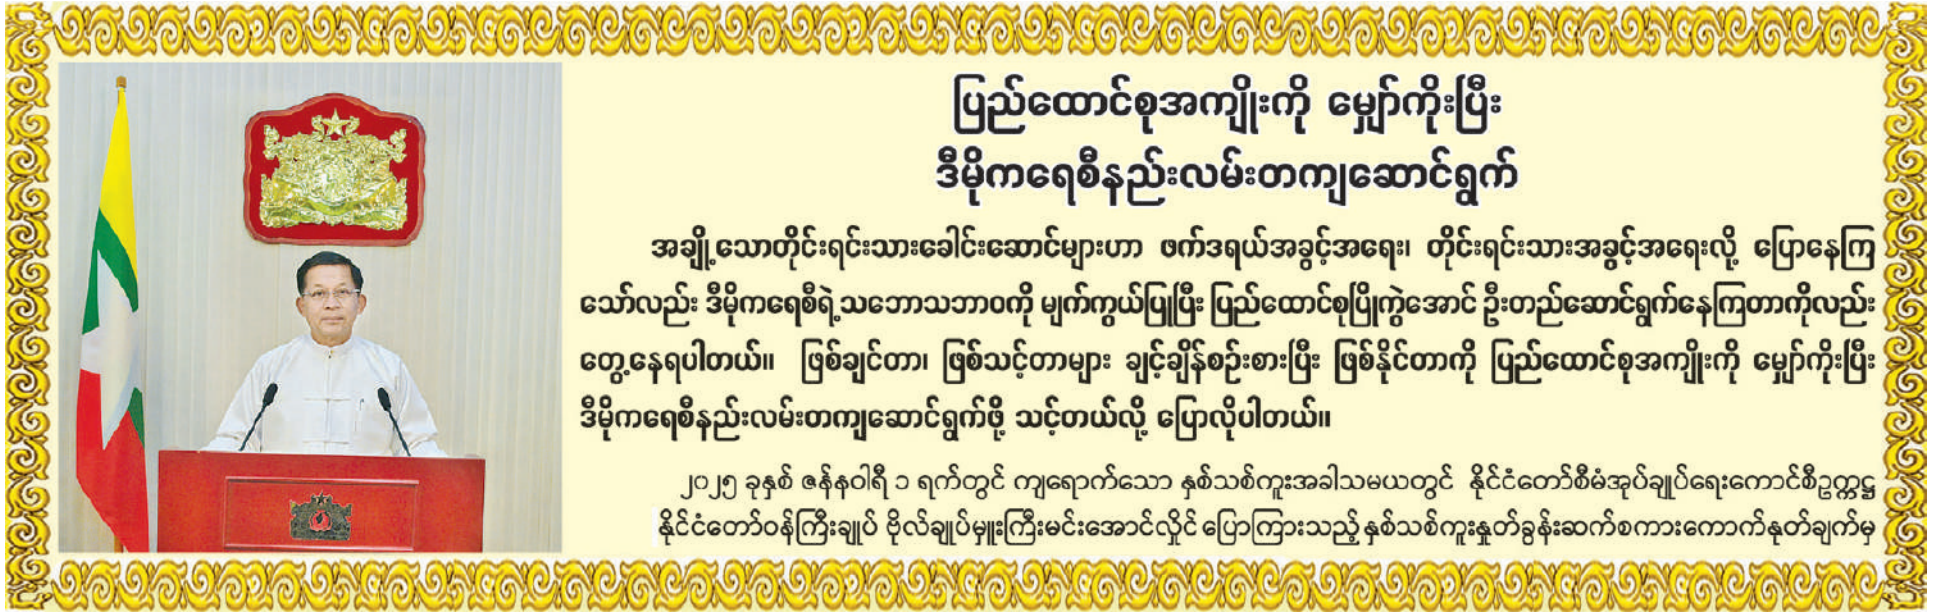 ပြည်ထောင်စုအကျိုးကို မျှော်ကိုးပြီး
ဒီမိုကရေစီနည်းလမ်းတကျဆောင်ရွက်
အချို့သောတိုင်းရင်းသားခေါင်းဆောင်များဟာ ဖက်ဒရယ်အခွင့်အရေး၊ တိုင်းရင်းသားအခွင့်အရေးလို့ ပြောနေကြ
သော်လည်း ဒီမိုကရေစီရဲ့သဘောသဘာဝကို မျက်ကွယ်ပြုပြီး ပြည်ထောင်စုပြိုကွဲအောင် ဦးတည်ဆောင်ရွက်နေကြတာကိုလည်း
တွေ့နေရပါတယ်။ ဖြစ်ချင်တာ၊ ဖြစ်သင့်တာများ ချင့်ချိန်စဉ်းစားပြီး ဖြစ်နိုင်တာကို ပြည်ထောင်စုအကျိုးကို မျှော်ကိုးပြီး
ဒီမိုကရေစီနည်းလမ်းတကျဆောင်ရွက်ဖို့ သင့်တယ်လို့ ပြောလိုပါတယ်။
၂၀၂၅ ခုနှစ် ဇန်နဝါရီ ၁ ရက်တွင် ကျရောက်သော နှစ်သစ်ကူးအခါသမယတွင် နိုင်ငံတော်စီမံအုပ်ချုပ်ရေးကောင်စီဥက္ကဋ္ဌ
နိုင်ငံတော်ဝန်ကြီးချုပ် ဗိုလ်ချုပ်မှူးကြီးမင်းအောင်လှိုင် ပြောကြားသည့် နှစ်သစ်ကူးနှုတ်ခွန်းဆက်စကားကောက်နုတ်ချက်မှ